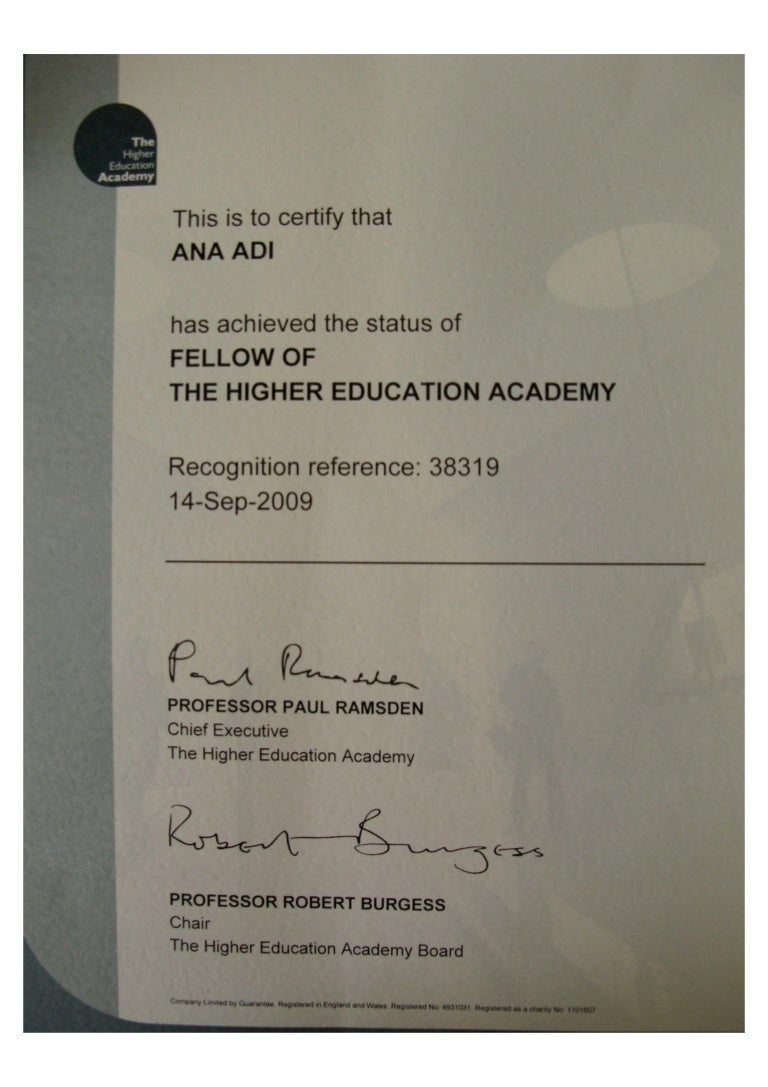 The
Higher
Education
Academy
This is to certify that
ANA ADI
has achieved the status of
FELLOW OF
THE HIGHER EDUCATION ACADEMY
Recognition reference: 38319
14-Sep-2009
Paul Ramsden
PROFESSOR PAUL RAMSDEN
Chief Executive
The Higher Education Academy
Robert Burgess
PROFESSOR ROBERT BURGESS
Chair
The Higher Education Academy Board
Company Limited by Guarantee. Registered in England and Wales. Registered No: 4931031. Registered as a charity No: 1101607